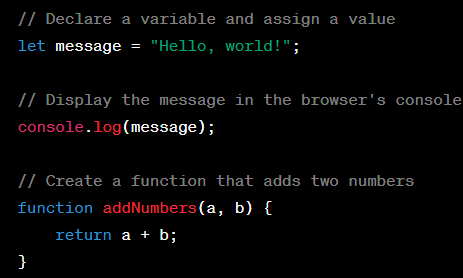 // Declare a variable and assign a value
let message = "Hello, world!";
// Display the message in the browser's console
console.log(message);
// Create a function that adds two numbers
function addNumbers(a, b) {
    return a + b;
}